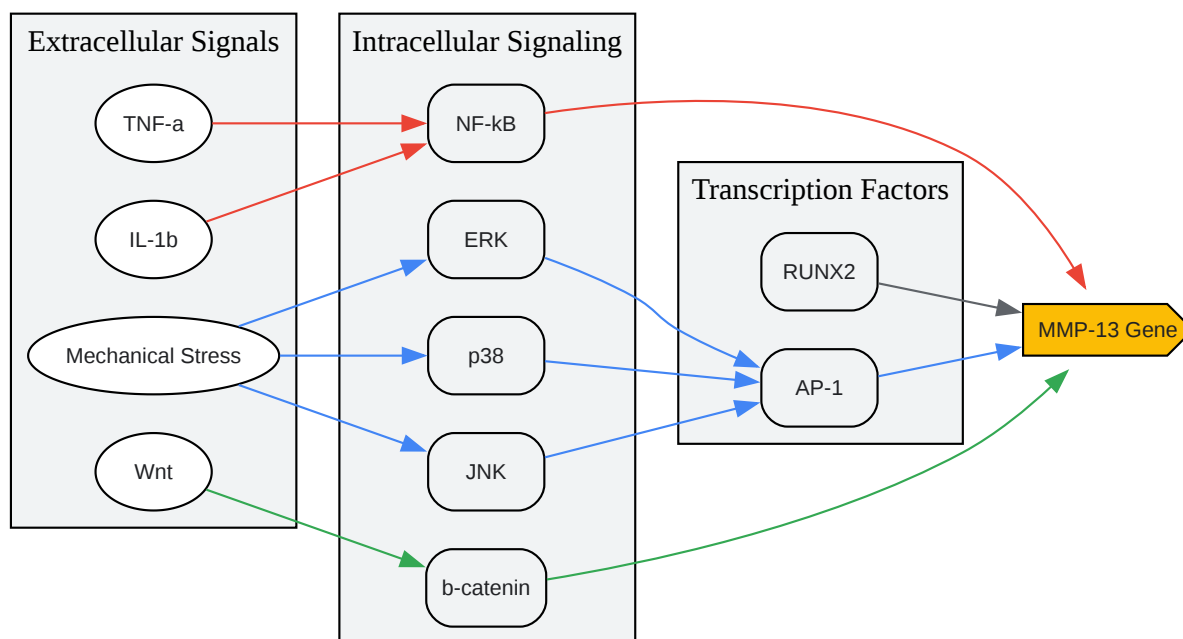 Extracellular Signals
TNF-a
IL-1b
Mechanical Stress
Wnt
Intracellular Signaling
NF-kB
ERK
p38
JNK
b-catenin
Transcription Factors
RUNX2
AP-1
MMP-13 Gene